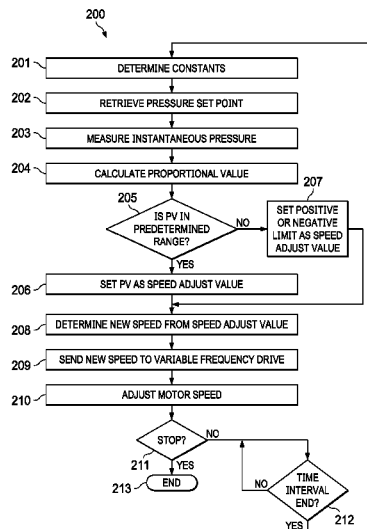 200
201
DETERMINE CONSTANTS
202
RETRIEVE PRESSURE SET POINT
203
MEASURE INSTANTANEOUS PRESSURE
204
CALCULATE PROPORTIONAL VALUE
205
IS PV IN
PREDETERMINED
RANGE?
NO
207
SET POSITIVE
OR NEGATIVE
LIMIT AS SPEED
ADJUST VALUE
YES
206
SET PV AS SPEED ADJUST VALUE
208
DETERMINE NEW SPEED FROM SPEED ADJUST VALUE
209
SEND NEW SPEED TO VARIABLE FREQUENCY DRIVE
210
ADJUST MOTOR SPEED
STOP?
NO
211
YES
END
213
NO
TIME
INTERVAL
END?
212
YES